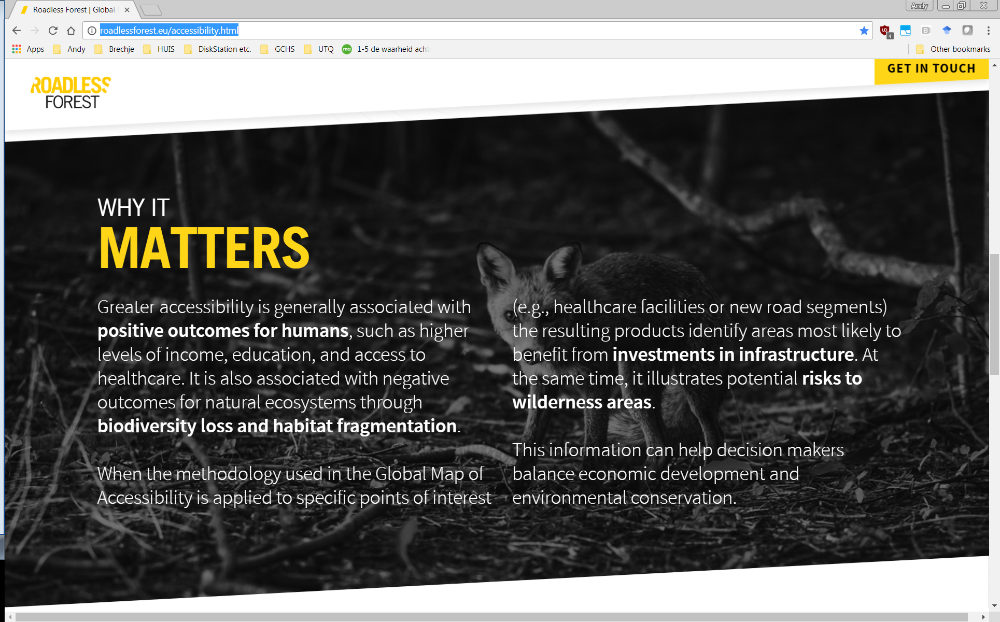 Roadless Forest | Global
Andy
roadlessforest.eu/accessibility.html
4
Apps
Andy
Brechje
HUIS
DiskStation etc.
GCHS
UTQ
1-5 de waarheid acht
Other bookmarks
ROADLESS
FOREST
GET IN TOUCH
WHY IT
MATTERS
Greater accessibility is generally associated with
positive outcomes for humans, such as higher
levels of income, education, and access to
healthcare. It is also associated with negative
outcomes for natural ecosystems through
biodiversity loss and habitat fragmentation.
When the methodology used in the Global Map of
Accessibility is applied to specific points of interest
(e.g., healthcare facilities or new road segments)
the resulting products identify areas most likely to
benefit from investments in infrastructure. At
the same time, it illustrates potential risks to
wilderness areas.
This information can help decision makers
balance economic development and
environmental conservation.